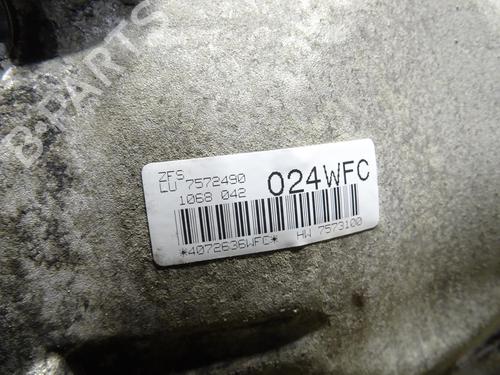 B-PARTS
ZFS
LU 7572490
1068 042
024WFC
*4072636WFC*
HW 7573100